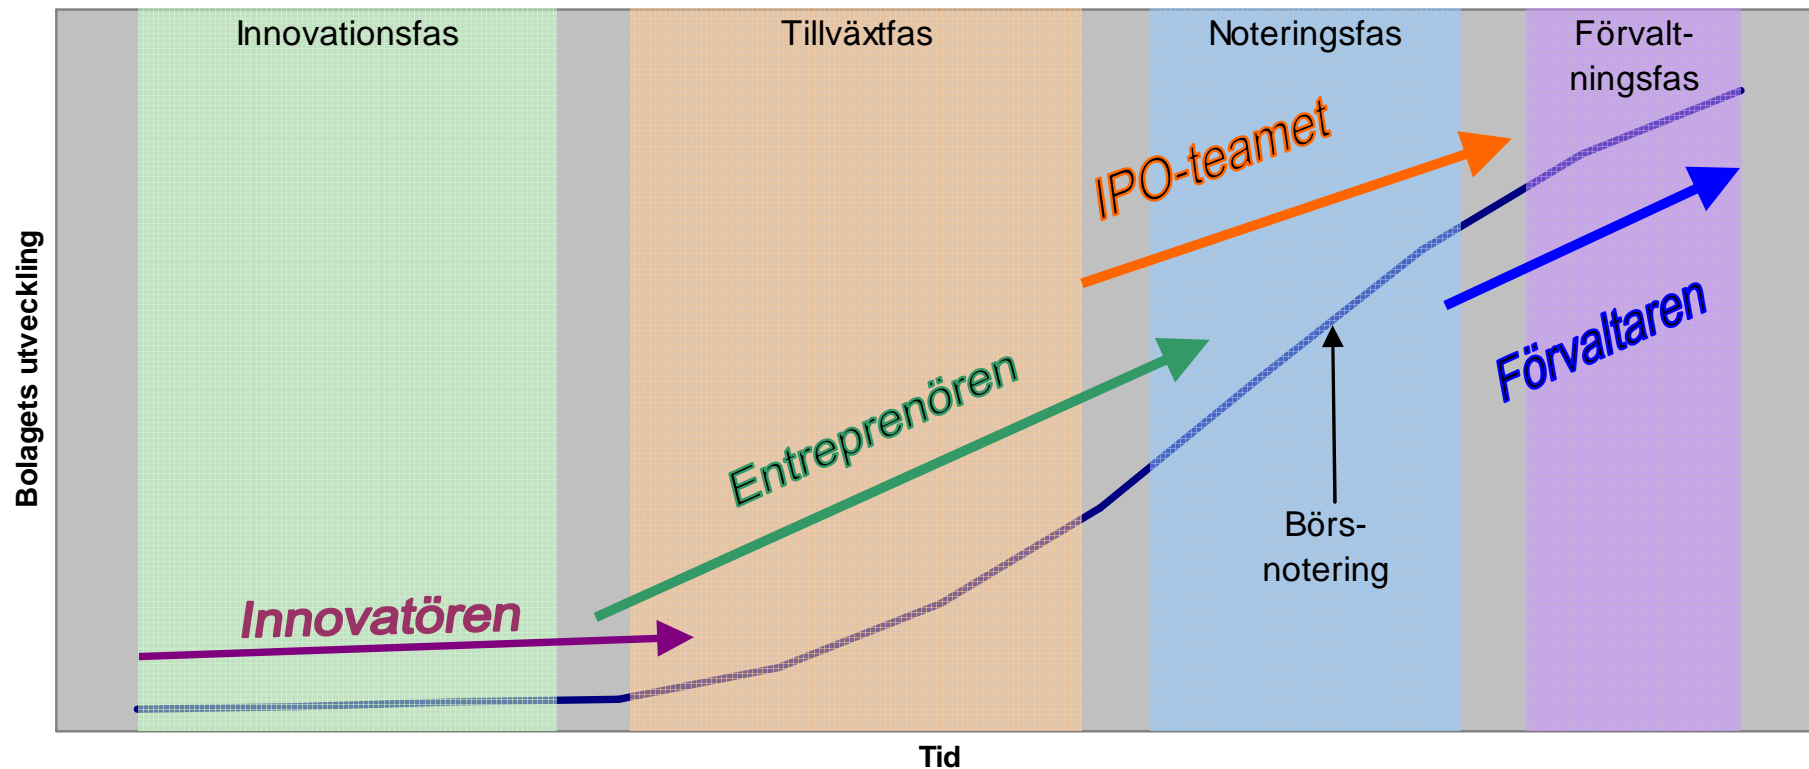 Innovationsfas
Tillväxtfas
Noteringsfas
Förvalt-
ningsfas
IPO-teamet
Entreprenören
Förvaltaren
Innovatören
Börs-
notering
Bolagets utveckling
Tid